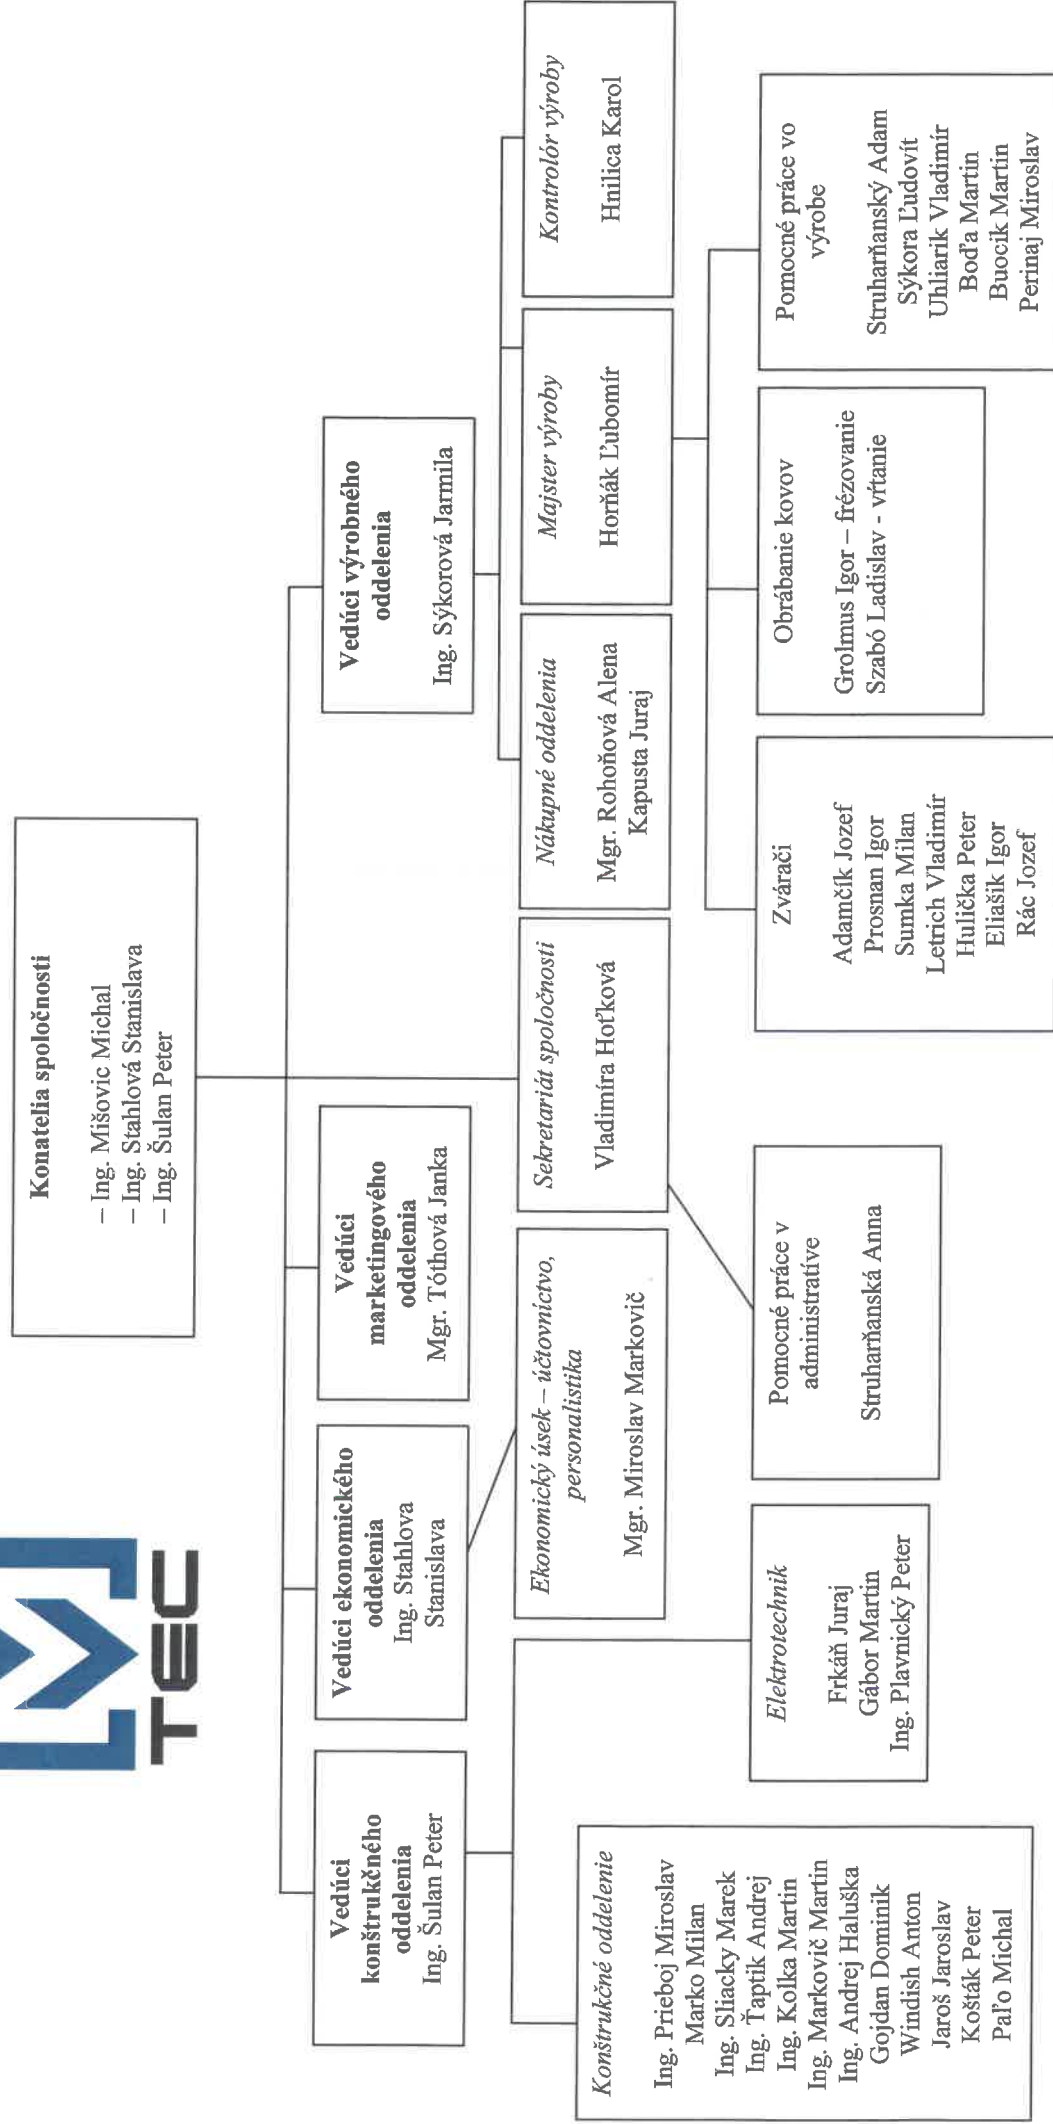 TEC
Konatelia spoločnosti
– Ing. Mišovic Michal
– Ing. Stahlová Stanislava
– Ing. Šulan Peter
Vedúci
konštrukčného
oddelenia
Ing. Šulan Peter
Vedúci ekonomického
oddelenia
Ing. Stahlova
Stanislava
Vedúci
marketingového
oddelenia
Mgr. Tóthová Janka
Vedúci výrobného
oddelenia
Ing. Sýkorová Jarmila
Ekonomický úsek – účtovníctvo,
personalistika
Mgr. Miroslav Markovič
Sekretariát spoločnosti
Vladimíra Hoťková
Nákupné oddelenia
Mgr. Rohoňová Alena
Kapusta Juraj
Majster výroby
Horňák Ľubomír
Kontrolór výroby
Hnilica Karol
Konštrukčné oddelenie
Ing. Prieboj Miroslav
Marko Milan
Ing. Sliacky Marek
Ing. Ťaptik Andrej
Ing. Kolka Martin
Ing. Markovič Martin
Ing. Andrej Haluška
Gojdan Dominik
Windish Anton
Jaroš Jaroslav
Košták Peter
Paľo Michal
Elektrotechnik
Frkáň Juraj
Gábor Martin
Ing. Plavnický Peter
Pomocné práce v
administratíve
Struharňanská Anna
Zvárači
Adamčík Jozef
Prosnan Igor
Sumka Milan
Letrich Vladimír
Hulička Peter
Eliašik Igor
Rác Jozef
Obrábanie kovov
Grolmus Igor – frézovanie
Szabó Ladislav - vŕtanie
Pomocné práce vo
výrobe
Struharňanský Adam
Sýkora Ľudovít
Uhliarik Vladimír
Boďa Martin
Buocik Martin
Perinaj Miroslav